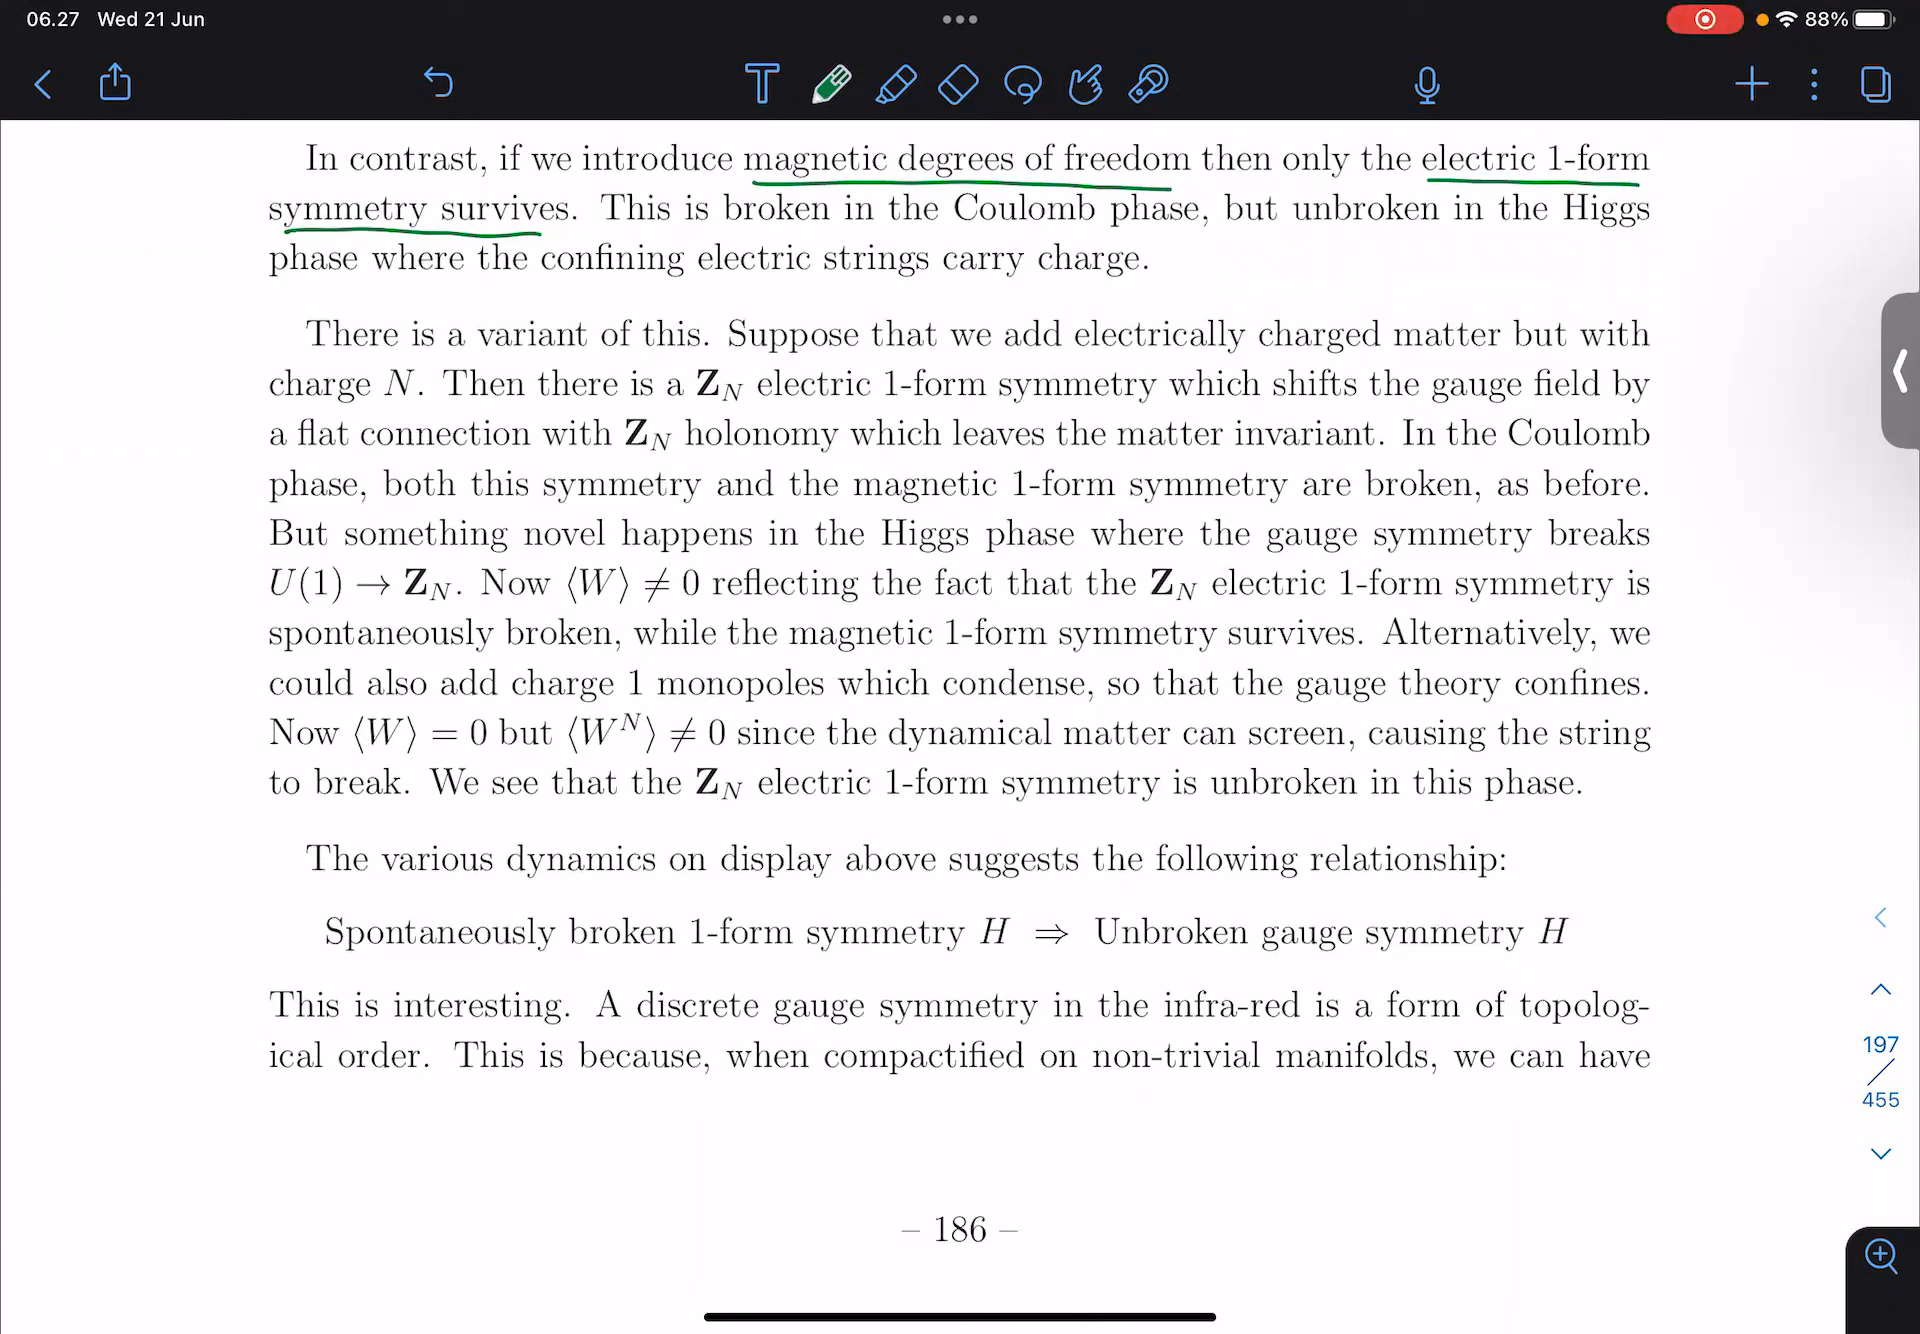 06.27 Wed 21 Jun
88%
In contrast, if we introduce magnetic degrees of freedom then only the electric 1-form
symmetry survives. This is broken in the Coulomb phase, but unbroken in the Higgs
phase where the confining electric strings carry charge.
There is a variant of this. Suppose that we add electrically charged matter but with
charge N. Then there is a Z_N electric 1-form symmetry which shifts the gauge field by
a flat connection with Z_N holonomy which leaves the matter invariant. In the Coulomb
phase, both this symmetry and the magnetic 1-form symmetry are broken, as before.
But something novel happens in the Higgs phase where the gauge symmetry breaks
U(1) → Z_N. Now ⟨W⟩ ≠ 0 reflecting the fact that the Z_N electric 1-form symmetry is
spontaneously broken, while the magnetic 1-form symmetry survives. Alternatively, we
could also add charge 1 monopoles which condense, so that the gauge theory confines.
Now ⟨W⟩ = 0 but ⟨W^N⟩ ≠ 0 since the dynamical matter can screen, causing the string
to break. We see that the Z_N electric 1-form symmetry is unbroken in this phase.
The various dynamics on display above suggests the following relationship:
Spontaneously broken 1-form symmetry H ⇒ Unbroken gauge symmetry H
This is interesting. A discrete gauge symmetry in the infra-red is a form of topolog-
ical order. This is because, when compactified on non-trivial manifolds, we can have
– 186 –
197
/
455